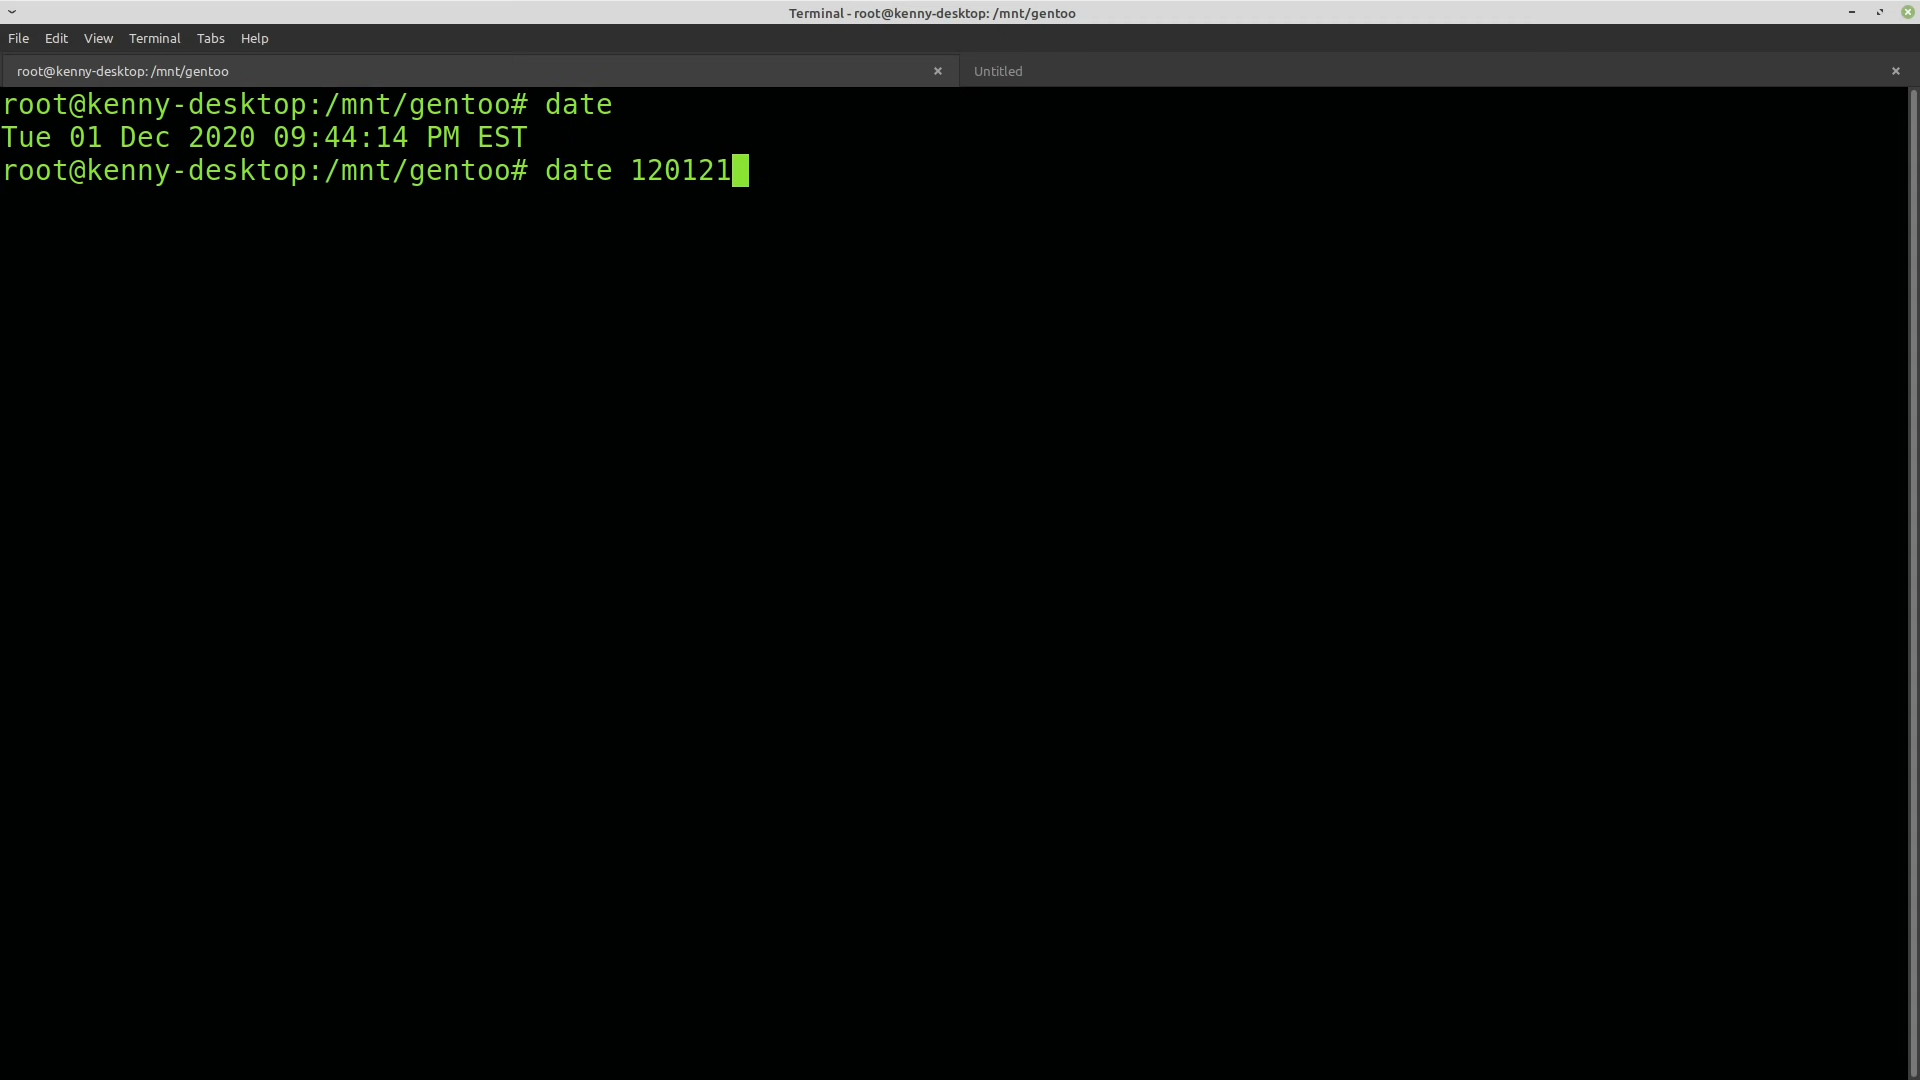 Terminal - root@kenny-desktop: /mnt/gentoo
File Edit View Terminal Tabs Help
root@kenny-desktop: /mnt/gentoo Untitled
root@kenny-desktop:/mnt/gentoo# date
Tue 01 Dec 2020 09:44:14 PM EST
root@kenny-desktop:/mnt/gentoo# date 120121